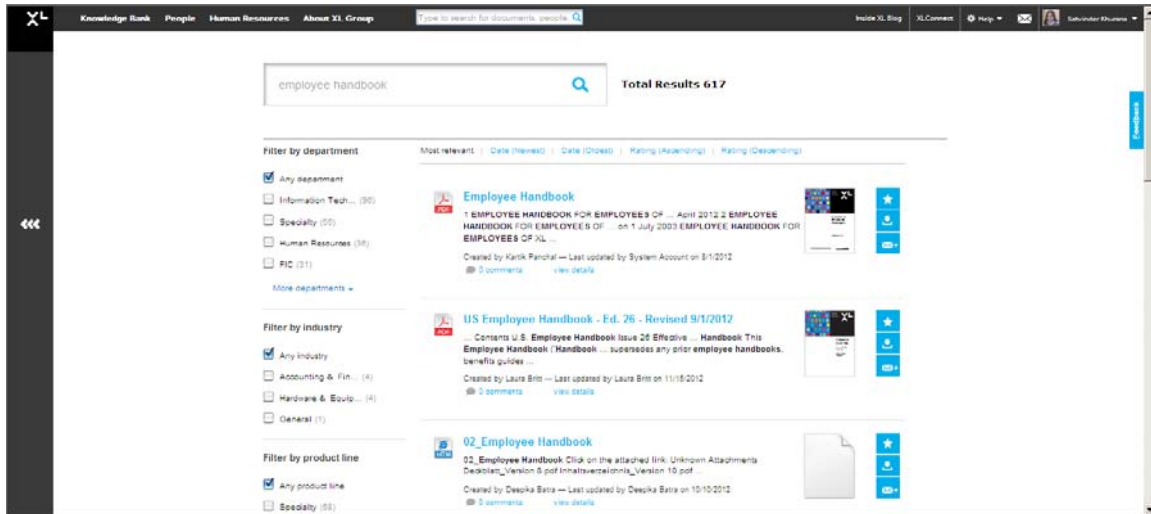 XL
Knowledge Bank People Human Resources About XL Group Type to search for documents, people Inside XL Blog XLConnect Help Satvinder Khurana
employee handbook Total Results 617
Feedback
Filter by department
Any department
Information Tech... (90)
Specialty (55)
Human Resources (38)
FIC (31)
More departments
Filter by industry
Any industry
Accounting & Fin... (4)
Hardware & Equip... (4)
General (1)
Filter by product line
Any product line
Specialty (58)
Most relevant | Date (Newest) | Date (Oldest) | Rating (Ascending) | Rating (Descending)
PDF
Employee Handbook
1 EMPLOYEE HANDBOOK FOR EMPLOYEES OF ... April 2012 2 EMPLOYEE
HANDBOOK FOR EMPLOYEES OF ... on 1 July 2003 EMPLOYEE HANDBOOK FOR
EMPLOYEES OF XL ...
Created by Kartik Panchal — Last updated by System Account on 8/1/2012
0 comments view details
XL
PDF
US Employee Handbook - Ed. 26 - Revised 9/1/2012
... Contents U.S. Employee Handbook Issue 26 Effective ... Handbook This
Employee Handbook ("Handbook ... supersedes any prior employee handbooks,
benefits guides ...
Created by Laura Britt — Last updated by Laura Britt on 11/15/2012
0 comments view details
XL
02_Employee Handbook
02_Employee Handbook Click on the attached link: Unknown Attachments
Deckblatt_Version 6 pdf Inhaltsverzeichnis_Version 10 pdf ...
Created by Deepika Batra — Last updated by Deepika Batra on 10/10/2012
0 comments view details